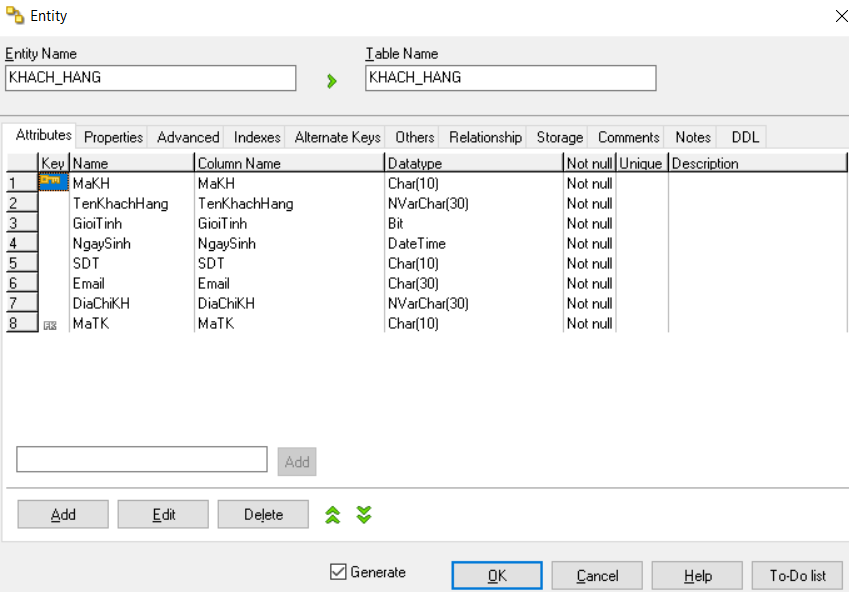 Entity
Entity Name
Table Name
KHACH_HANG
KHACH_HANG
Attributes Properties Advanced Indexes Alternate Keys Others Relationship Storage Comments Notes DDL
Key Name Column Name Datatype Not null Unique Description
1 MaKH MaKH Char(10) Not null
2 TenKhachHang TenKhachHang NVarChar(30) Not null
3 GioiTinh GioiTinh Bit Not null
4 NgaySinh NgaySinh DateTime Not null
5 SDT SDT Char(10) Not null
6 Email Email Char(30) Not null
7 DiaChiKH DiaChiKH NVarChar(30) Not null
8 MaTK MaTK Char(10) Not null
Add
Add Edit Delete
Generate
OK Cancel Help To-Do list